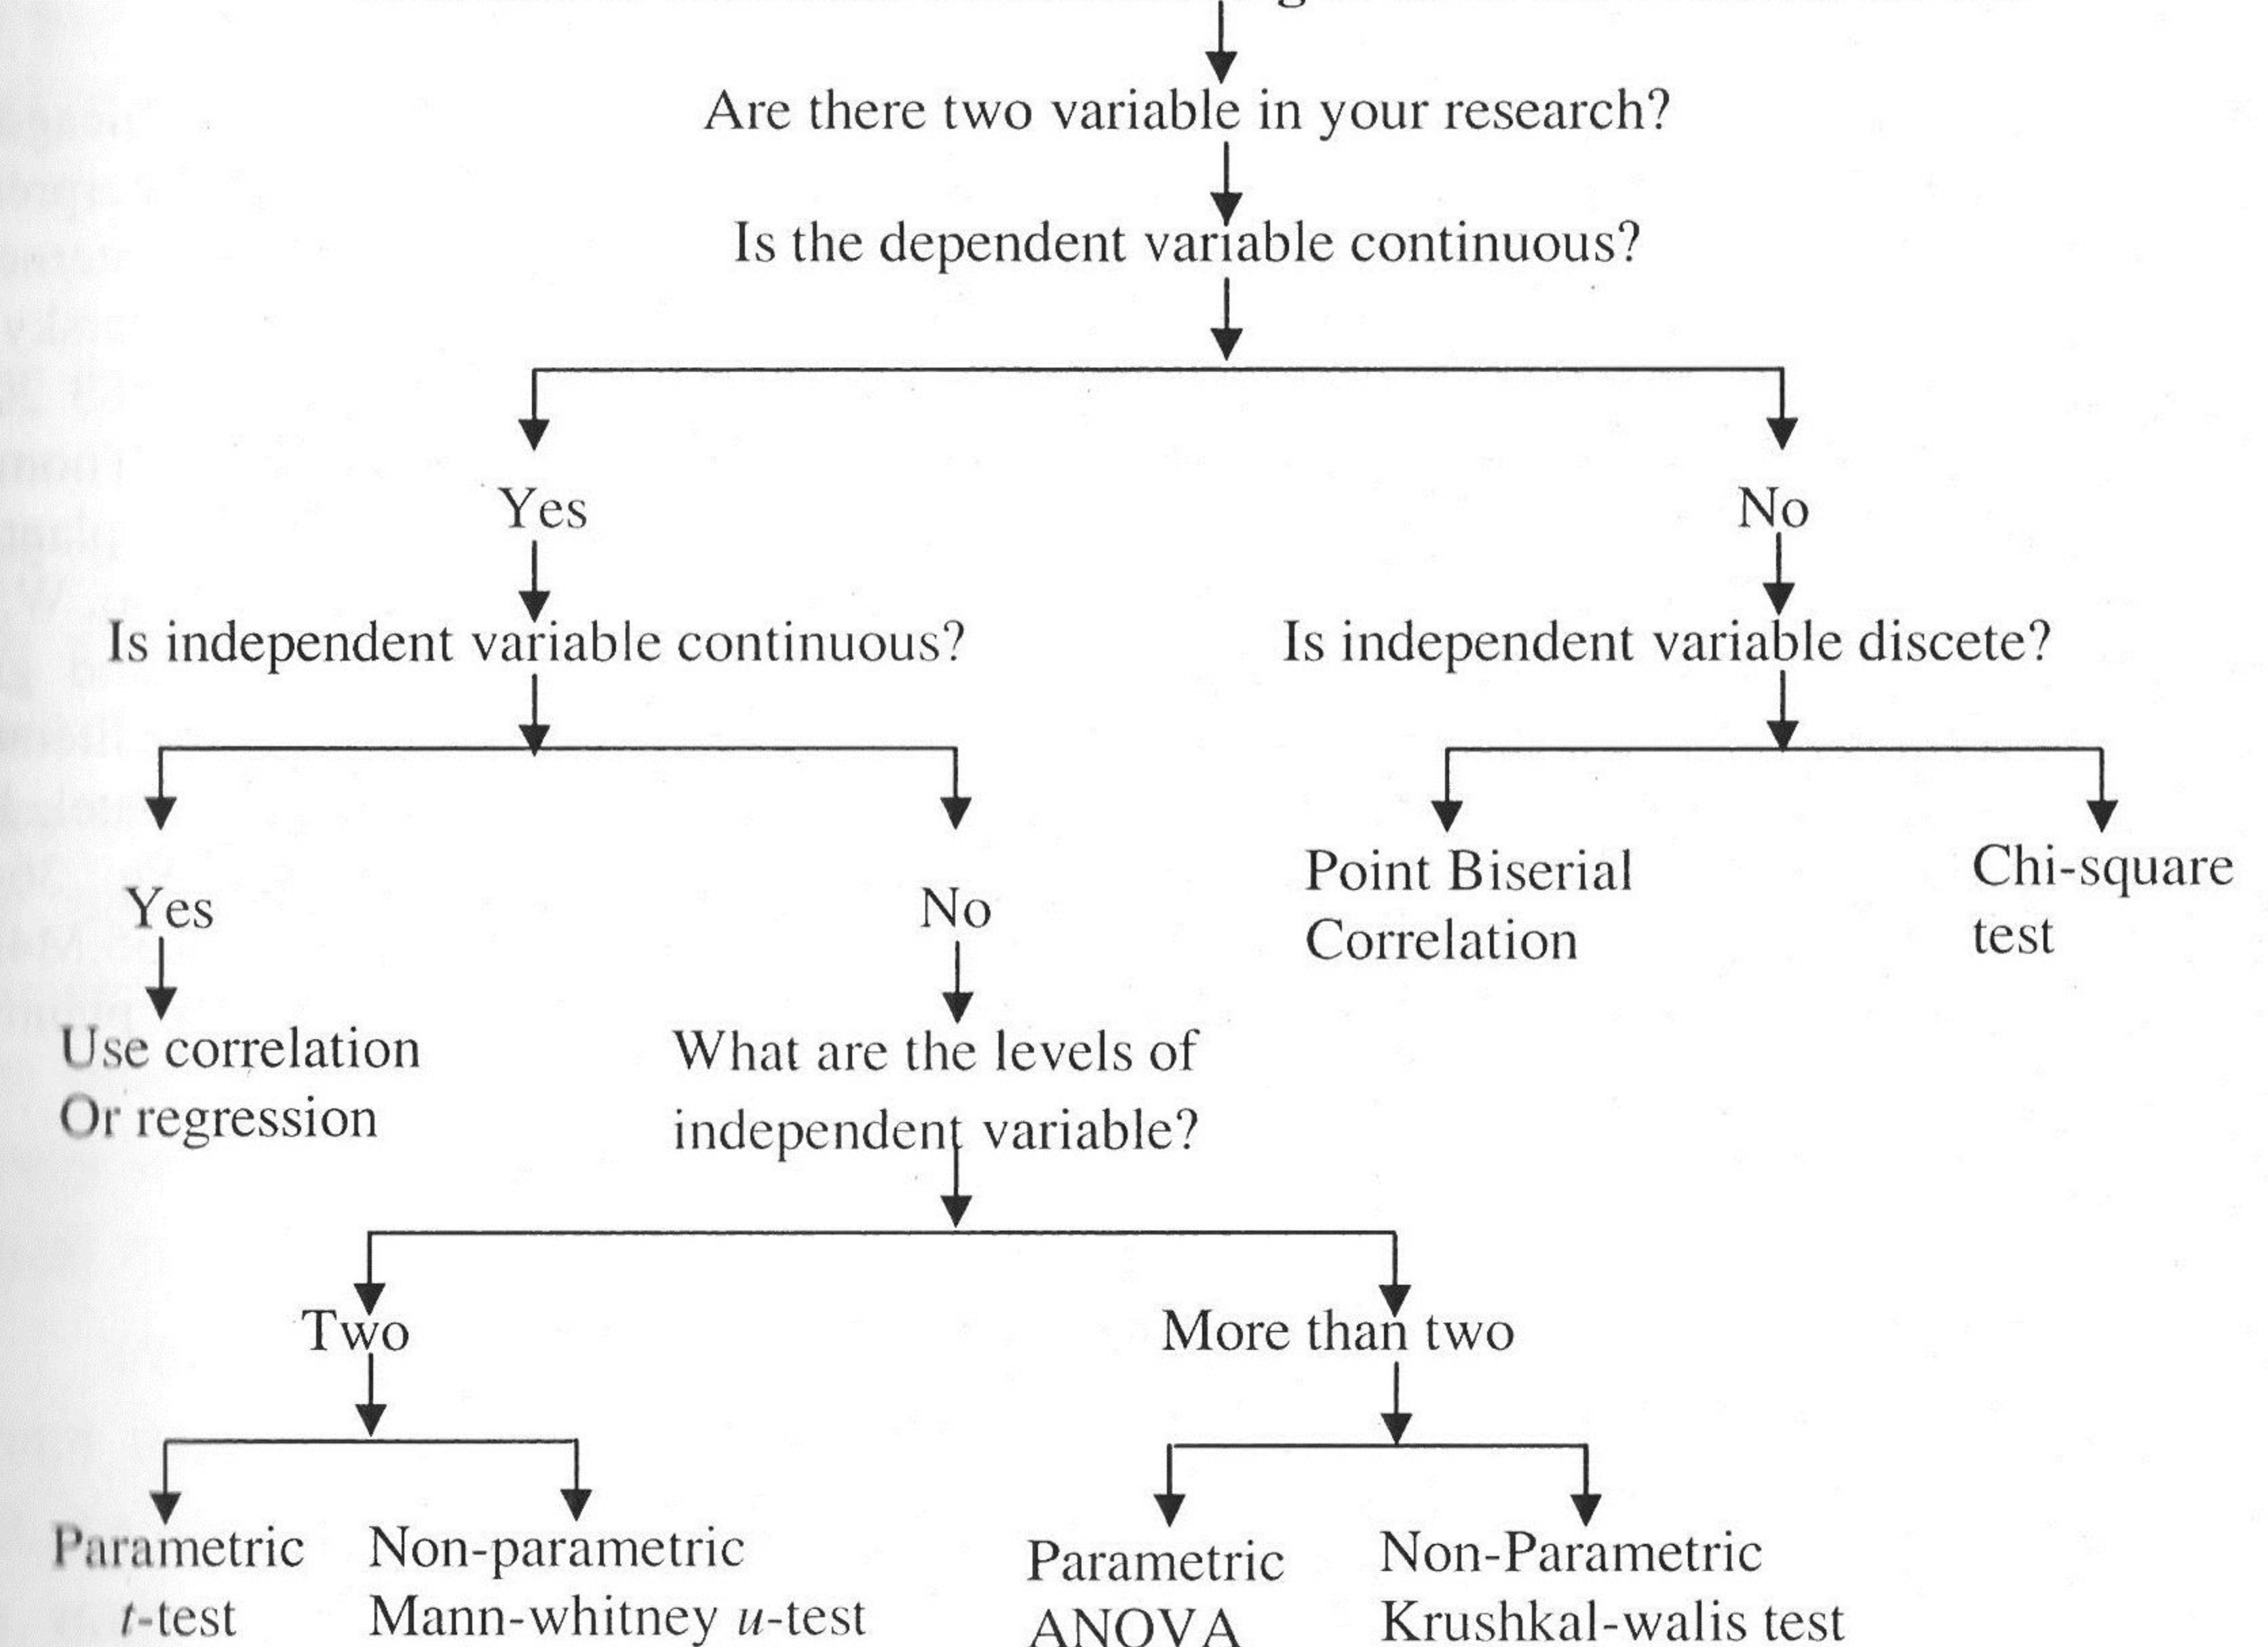 Are there two variable in your research?
Is the dependent variable continuous?
Yes
No
Is independent variable continuous?
Is independent variable discete?
Yes
No
Point Biserial
Correlation
Chi-square
test
Use correlation
Or regression
What are the levels of
independent variable?
Two
More than two
Parametric
t-test
Non-parametric
Mann-whitney u-test
Parametric
ANOVA
Non-Parametric
Krushkal-walis test